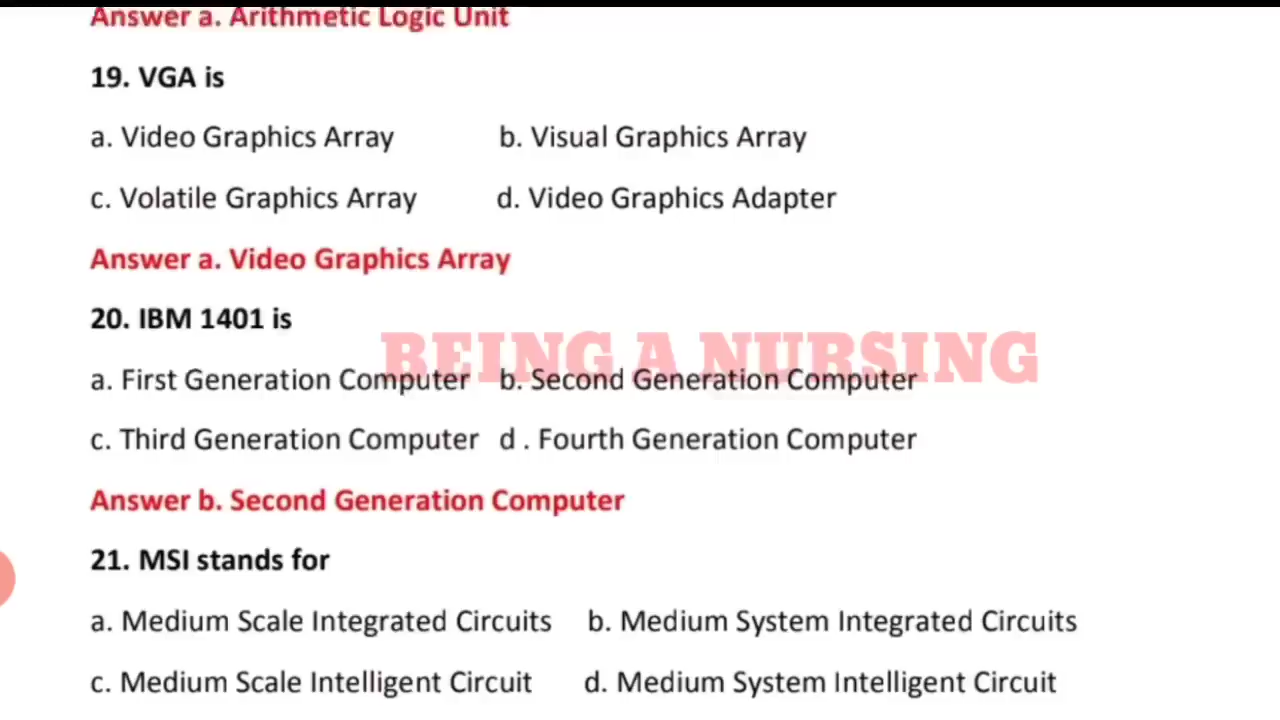 Answer a. Arithmetic Logic Unit
19. VGA is
a. Video Graphics Array b. Visual Graphics Array
c. Volatile Graphics Array d. Video Graphics Adapter
Answer a. Video Graphics Array
20. IBM 1401 is
BEING A NURSING
a. First Generation Computer b. Second Generation Computer
c. Third Generation Computer d . Fourth Generation Computer
Answer b. Second Generation Computer
21. MSI stands for
a. Medium Scale Integrated Circuits b. Medium System Integrated Circuits
c. Medium Scale Intelligent Circuit d. Medium System Intelligent Circuit